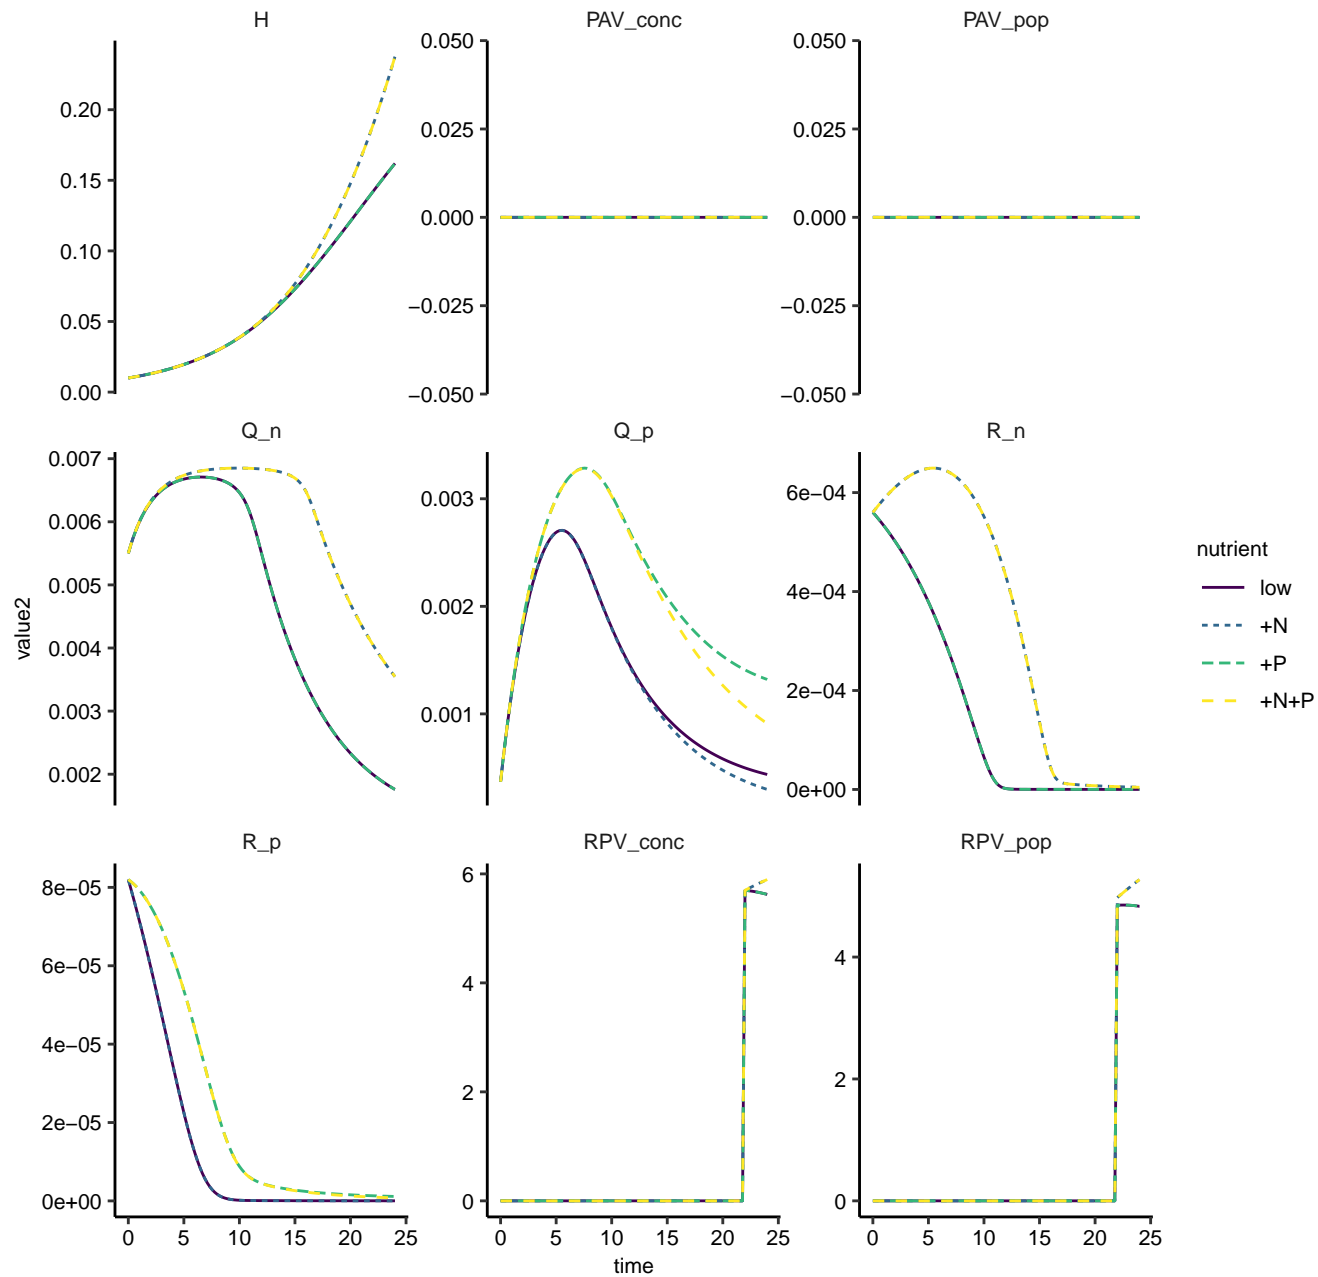 H
PAV_conc
PAV_pop
0.20
0.15
0.10
0.05
0.00
0.050
0.025
0.000
−0.025
−0.050
0.050
0.025
0.000
−0.025
−0.050
Q_n
Q_p
R_n
0.007
0.006
0.005
0.004
0.003
0.002
0.003
0.002
0.001
6e−04
4e−04
2e−04
0e+00
value2
R_p
RPV_conc
RPV_pop
8e−05
6e−05
4e−05
2e−05
0e+00
6
4
2
0
4
2
0
0 5 10 15 20 25
0 5 10 15 20 25
0 5 10 15 20 25
time
nutrient
low
+N
+P
+N+P